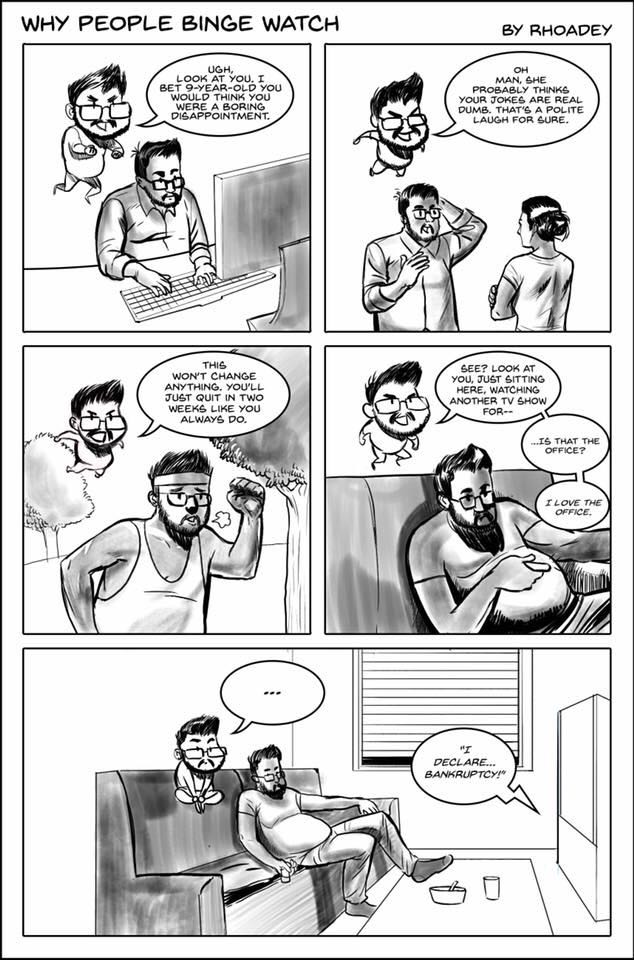 WHY PEOPLE BINGE WATCH
BY RHOADEY
UGH,
LOOK AT YOU. I
BET 9-YEAR-OLD YOU
WOULD THINK YOU
WERE A BORING
DISAPPOINTMENT.
OH
MAN, SHE
PROBABLY THINKS
YOUR JOKES ARE REAL
DUMB. THAT'S A POLITE
LAUGH FOR SURE.
THIS
WON'T CHANGE
ANYTHING. YOU'LL
JUST QUIT IN TWO
WEEKS LIKE YOU
ALWAYS DO.
SEE? LOOK AT
YOU, JUST SITTING
HERE, WATCHING
ANOTHER TV SHOW
FOR--
...IS THAT THE
OFFICE?
I LOVE THE
OFFICE.
...
"I
DECLARE...
BANKRUPTCY!"